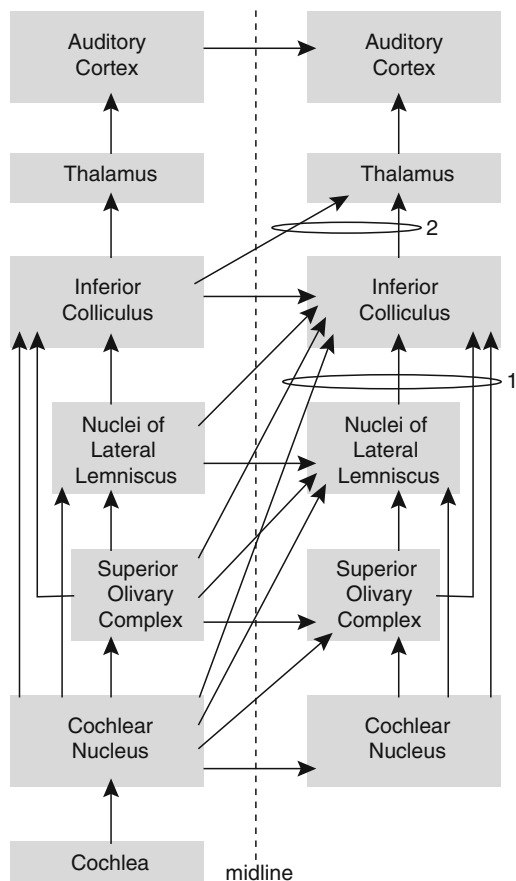 Auditory
Cortex
Auditory
Cortex
Thalamus
Thalamus
2
Inferior
Colliculus
Inferior
Colliculus
1
Nuclei of
Lateral
Lemniscus
Nuclei of
Lateral
Lemniscus
Superior
Olivary
Complex
Superior
Olivary
Complex
Cochlear
Nucleus
Cochlear
Nucleus
Cochlea
midline